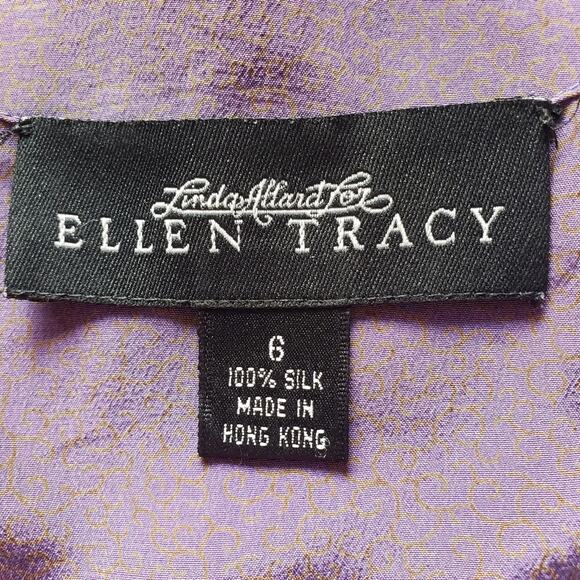 Linda Allard for
ELLEN TRACY
6
100% SILK
MADE IN
HONG KONG